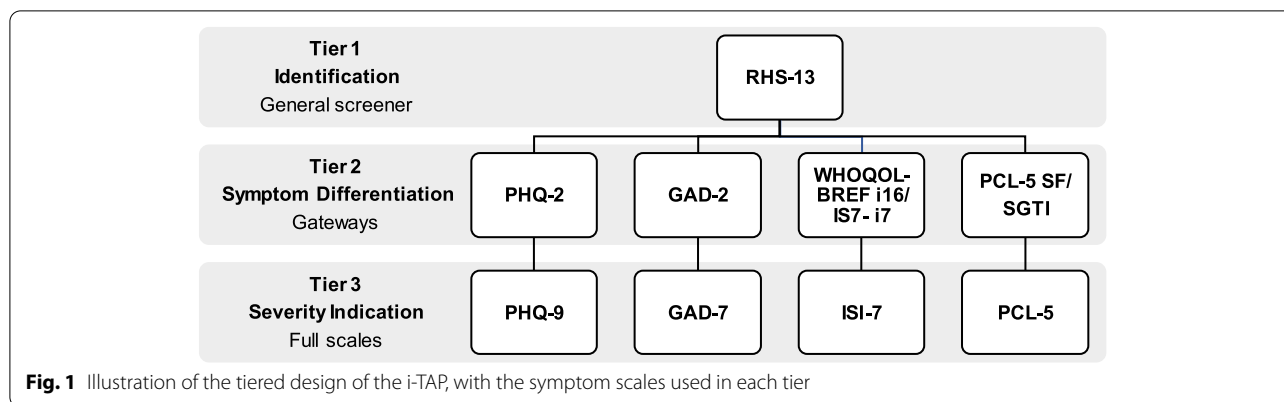 Tier 1
Identification
General screener
RHS-13
Tier 2
Symptom Differentiation
Gateways
PHQ-2
GAD-2
WHOQOL-
BREF i16/
IS7- i7
PCL-5 SF/
SGTI
Tier 3
Severity Indication
Full scales
PHQ-9
GAD-7
ISI-7
PCL-5
Fig. 1 Illustration of the tiered design of the i-TAP, with the symptom scales used in each tier